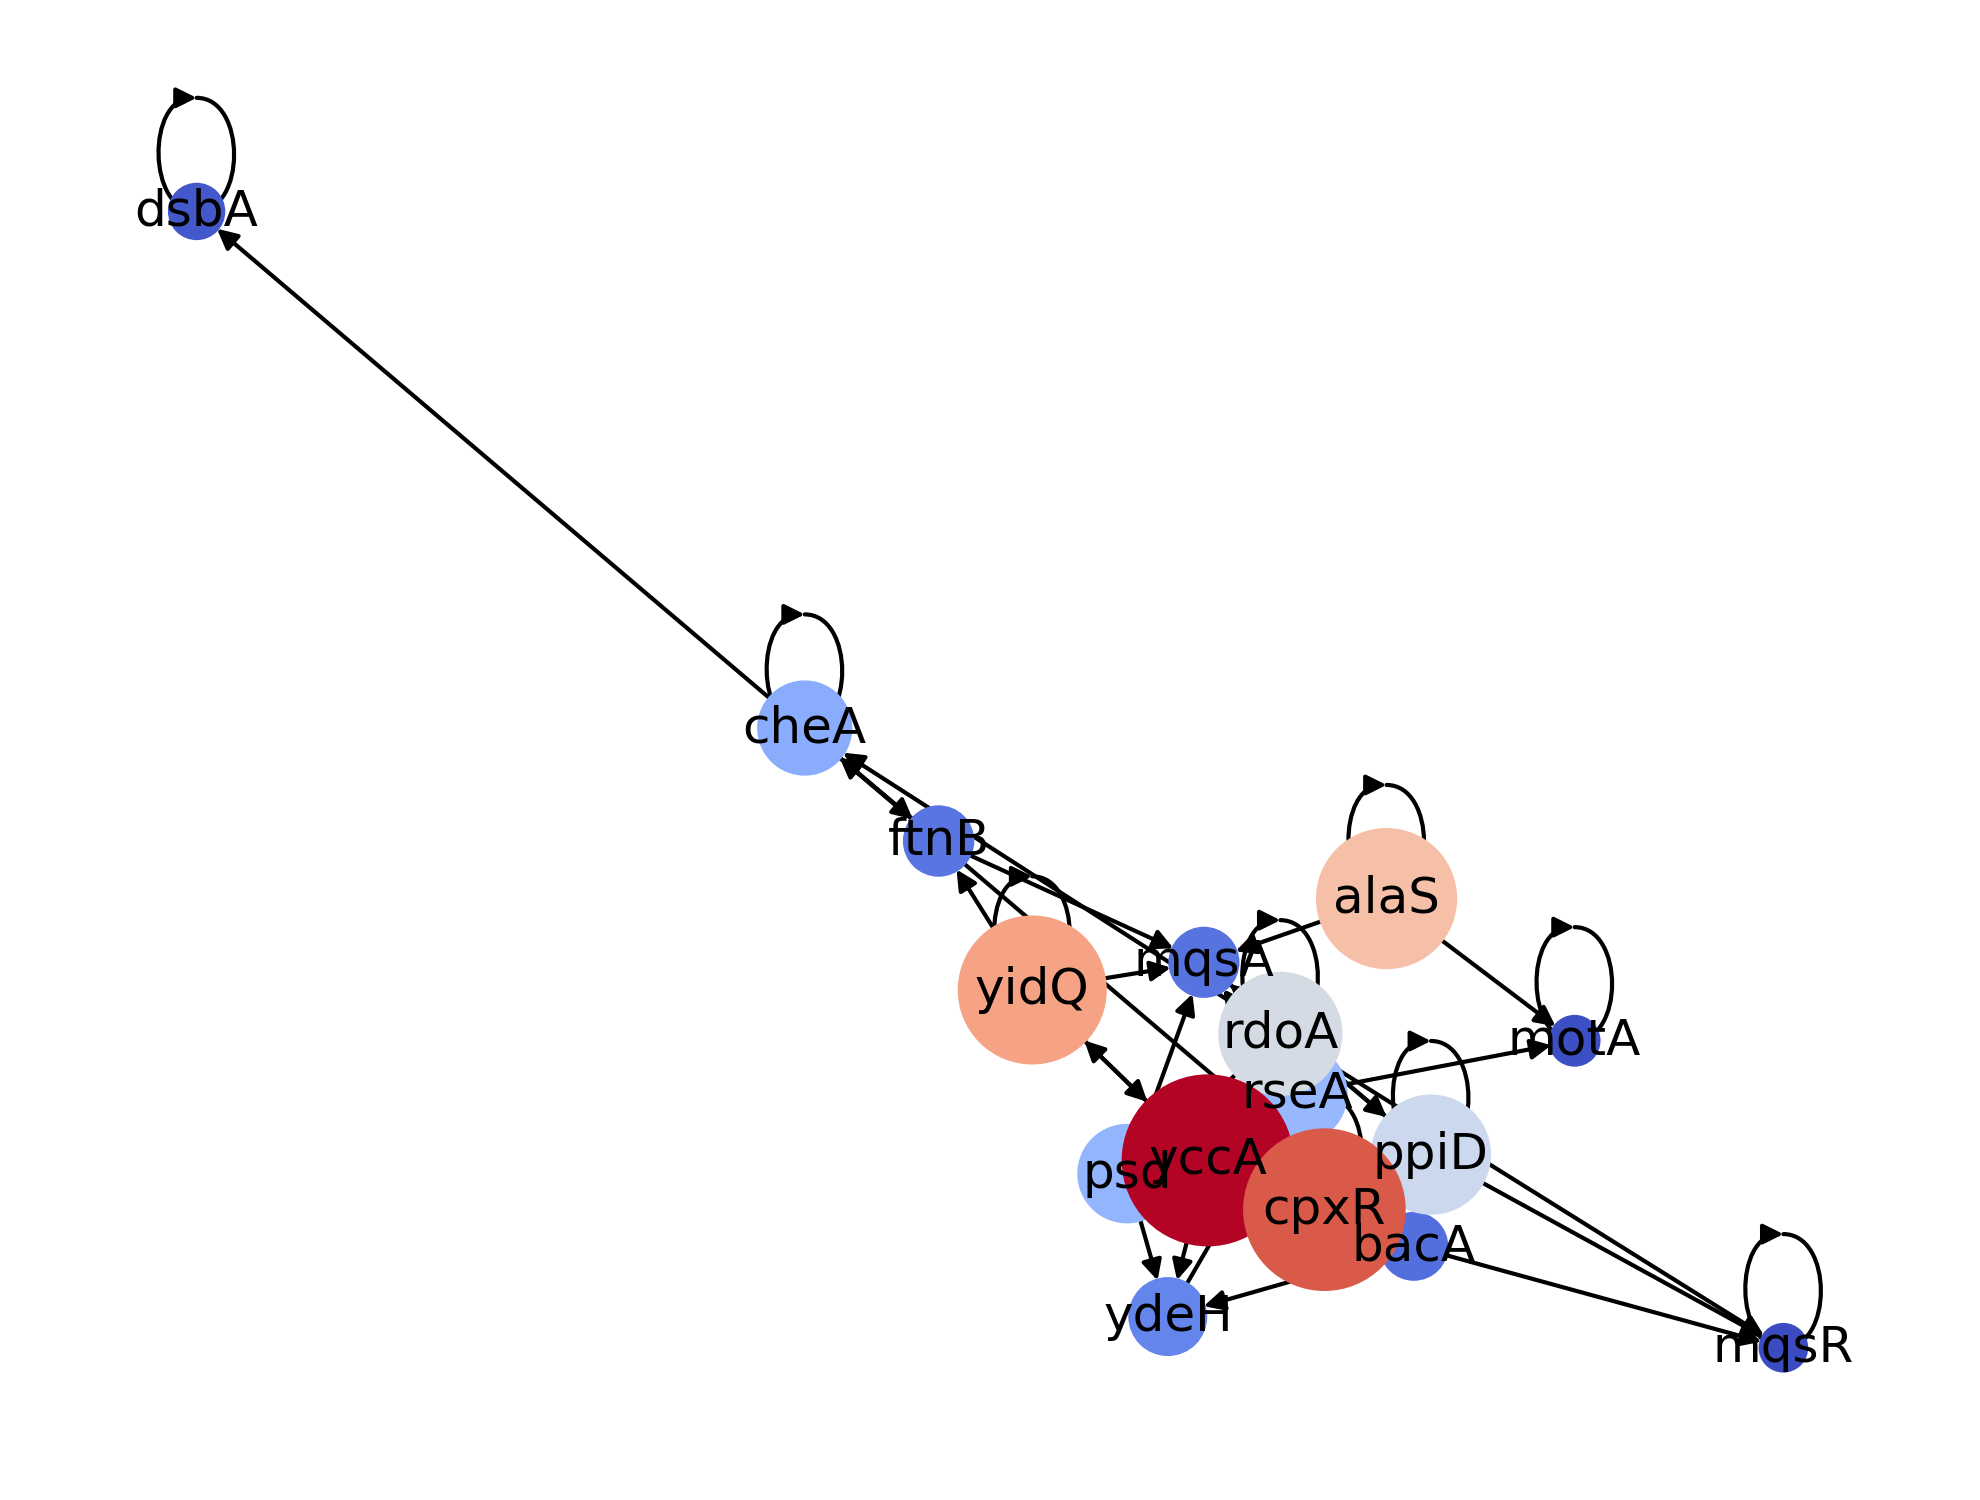 dsbA
cheA
ftnB
alaS
mqsA
yidQ
rdoA
motA
rseA
ppiD
yccA
psd
cpxR
bacA
ydeH
mqsR